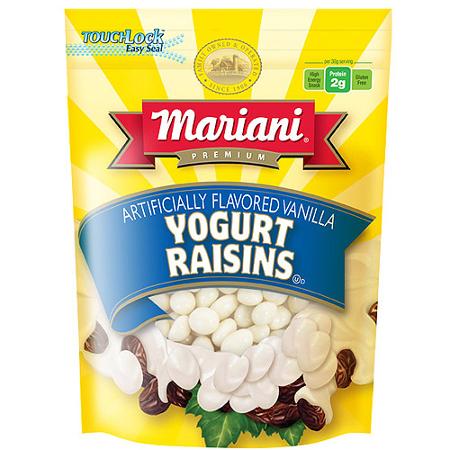 TOUCHLOCK
Easy Seal
FAMILY OWNED & OPERATED
SINCE 1906
per 30g serving
High Energy Snack
Protein 2g
Gluten Free
Mariani®
PREMIUM
ARTIFICIALLY FLAVORED VANILLA
YOGURT
RAISINS
U D